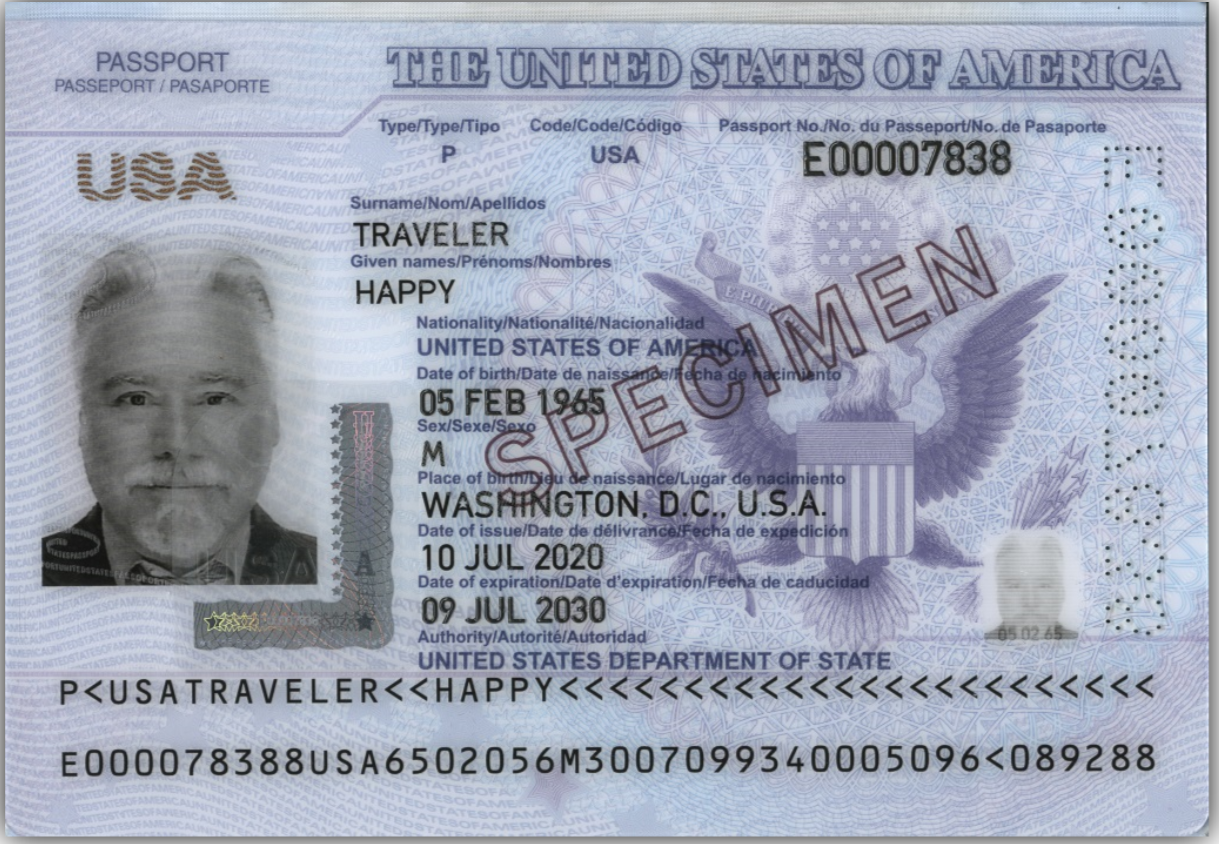 PASSPORT
PASSEPORT / PASAPORTE
THE UNITED STATES OF AMERICA
Type/Type/Tipo Code/Code/Código Passport No./No. du Passeport/No. de Pasaporte
P USA E00007838
USA
Surname/Nom/Apellidos
TRAVELER
Given names/Prénoms/Nombres
HAPPY
Nationality/Nationalité/Nacionalidad
UNITED STATES OF AMERICA
Date of birth/Date de naissance/Fecha de nacimiento
05 FEB 1965
Sex/Sexe/Sexo
M
Place of birth/Lieu de naissance/Lugar de nacimiento
WASHINGTON, D.C., U.S.A.
Date of issue/Date de délivrance/Fecha de expedición
10 JUL 2020
Date of expiration/Date d'expiration/Fecha de caducidad
09 JUL 2030
Authority/Autorité/Autoridad
UNITED STATES DEPARTMENT OF STATE
SPECIMEN
E00007838
05 02 65
P<USATRAVELER<<HAPPY<<<<<<<<<<<<<<<<<<<<<<<<
E000078388USA6502056M3007099340005096<089288